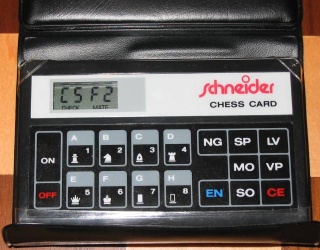 C5F2
CHECK MATE
schneider
CHESS CARD
ON
A 1
B 2
C 3
D 4
NG SP LV
MO VP
OFF
E 5
F 6
G 7
H 8
EN SO CE